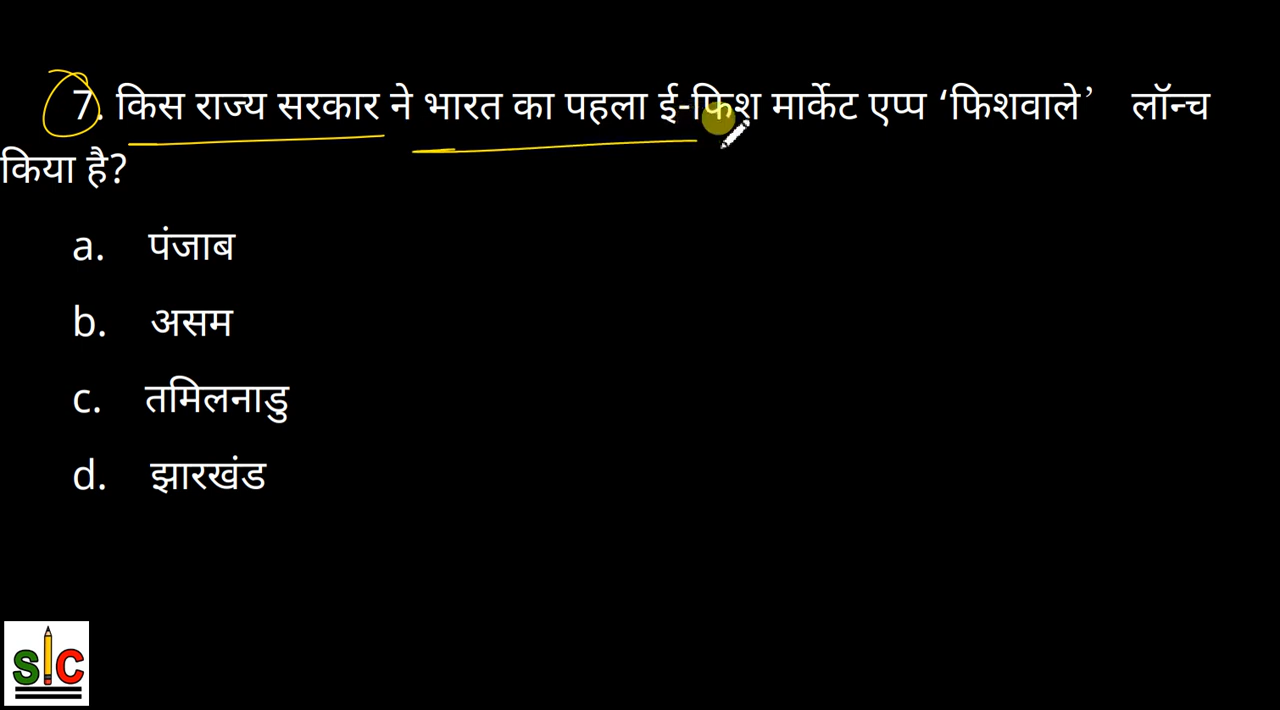 7. किस राज्य सरकार ने भारत का पहला ई-फिश मार्केट एप्प ‘फिशवाले’ लॉन्च
किया है?
a. पंजाब
b. असम
c. तमिलनाडु
d. झारखंड
SIC